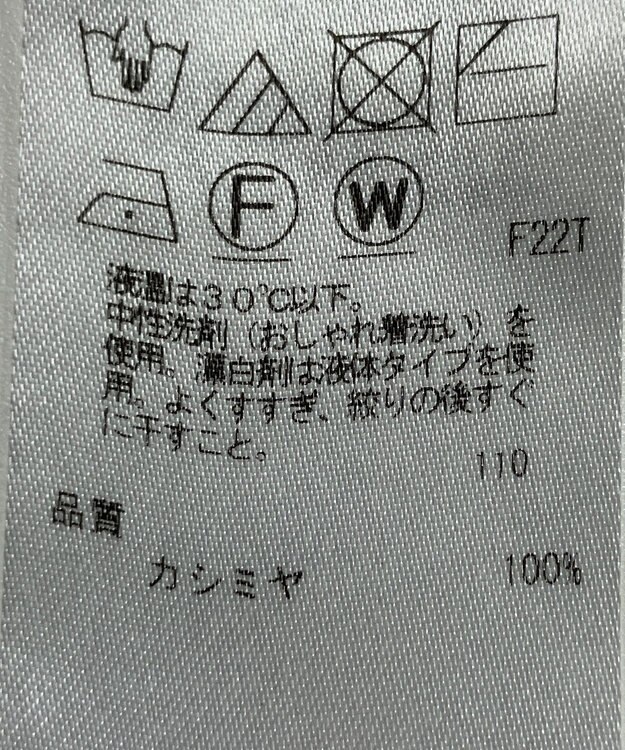 F
W
F22T
液温は30℃以下。
中性洗剤(おしゃれ着洗い)を
使用。漂白剤お液体タイプを使
用。よくすすぎ、絞りの後すぐ
に干すこと。
110
品質
カシミヤ 100%